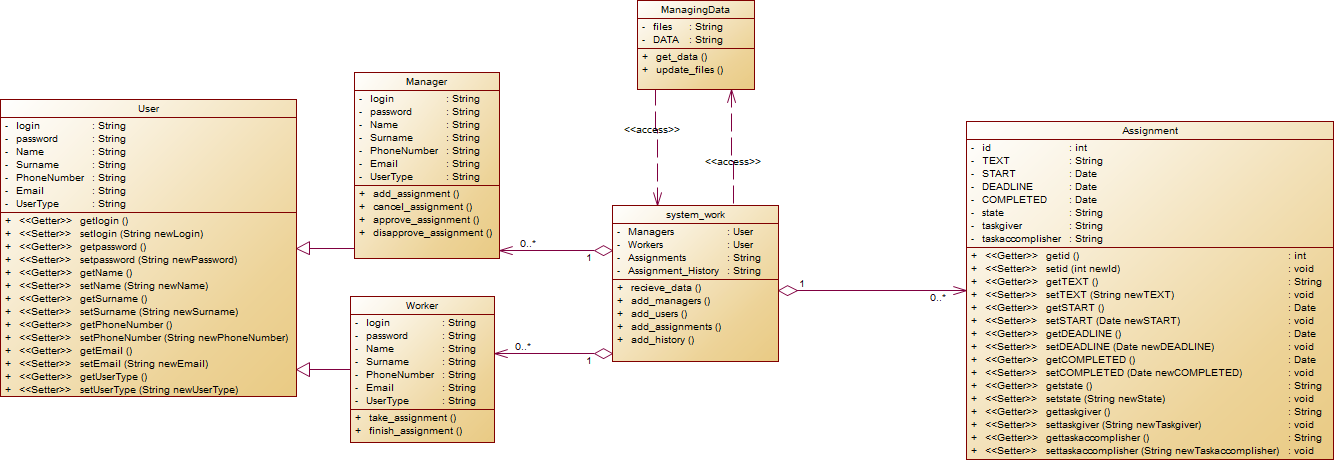 ManagingData
- files : String
- DATA : String
+ get_data ()
+ update_files ()
<<access>>
<<access>>
User
- login : String
- password : String
- Name : String
- Surname : String
- PhoneNumber : String
- Email : String
- UserType : String
+ <<Getter>> getlogin ()
+ <<Setter>> setlogin (String newLogin)
+ <<Getter>> getpassword ()
+ <<Setter>> setpassword (String newPassword)
+ <<Getter>> getName ()
+ <<Setter>> setName (String newName)
+ <<Getter>> getSurname ()
+ <<Setter>> setSurname (String newSurname)
+ <<Getter>> getPhoneNumber ()
+ <<Setter>> setPhoneNumber (String newPhoneNumber)
+ <<Getter>> getEmail ()
+ <<Setter>> setEmail (String newEmail)
+ <<Getter>> getUserType ()
+ <<Setter>> setUserType (String newUserType)
Manager
- login : String
- password : String
- Name : String
- Surname : String
- PhoneNumber : String
- Email : String
- UserType : String
+ add_assignment ()
+ cancel_assignment ()
+ approve_assignment ()
+ disapprove_assignment ()
0..*
1
Worker
- login : String
- password : String
- Name : String
- Surname : String
- PhoneNumber : String
- Email : String
- UserType : String
+ take_assignment ()
+ finish_assignment ()
0..*
1
system_work
- Managers : User
- Workers : User
- Assignments : String
- Assignment_History : String
+ recieve_data ()
+ add_managers ()
+ add_users ()
+ add_assignments ()
+ add_history ()
1
0..*
Assignment
- id : int
- TEXT : String
- START : Date
- DEADLINE : Date
- COMPLETED : Date
- state : String
- taskgiver : String
- taskaccomplisher : String
+ <<Getter>> getid () : int
+ <<Setter>> setid (int newId) : void
+ <<Getter>> getTEXT () : String
+ <<Setter>> setTEXT (String newTEXT) : void
+ <<Getter>> getSTART () : Date
+ <<Setter>> setSTART (Date newSTART) : void
+ <<Getter>> getDEADLINE () : Date
+ <<Setter>> setDEADLINE (Date newDEADLINE) : void
+ <<Getter>> getCOMPLETED () : Date
+ <<Setter>> setCOMPLETED (Date newCOMPLETED) : void
+ <<Getter>> getstate () : String
+ <<Setter>> setstate (String newState) : void
+ <<Getter>> gettaskgiver () : String
+ <<Setter>> settaskgiver (String newTaskgiver) : void
+ <<Getter>> gettaskaccomplisher () : String
+ <<Setter>> settaskaccomplisher (String newTaskaccomplisher) : void